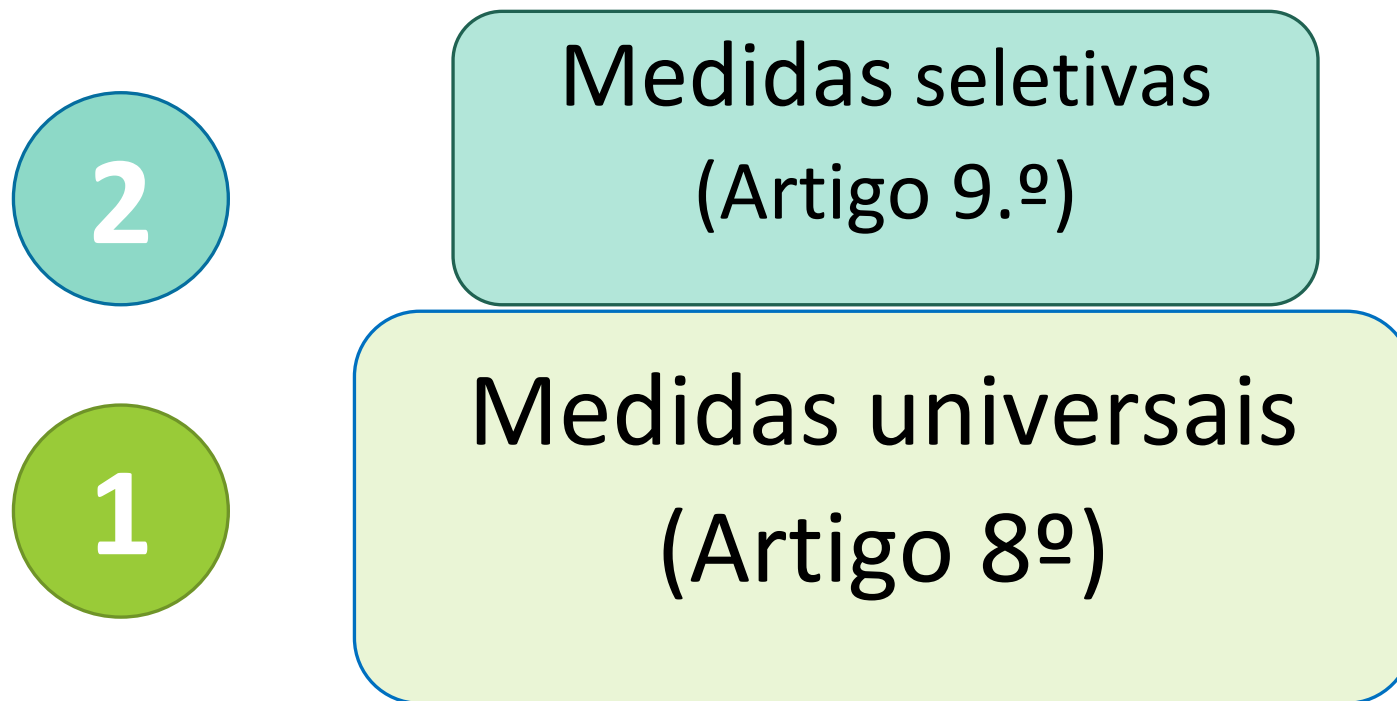 2
Medidas seletivas
(Artigo 9.º)
1
Medidas universais
(Artigo 8º)